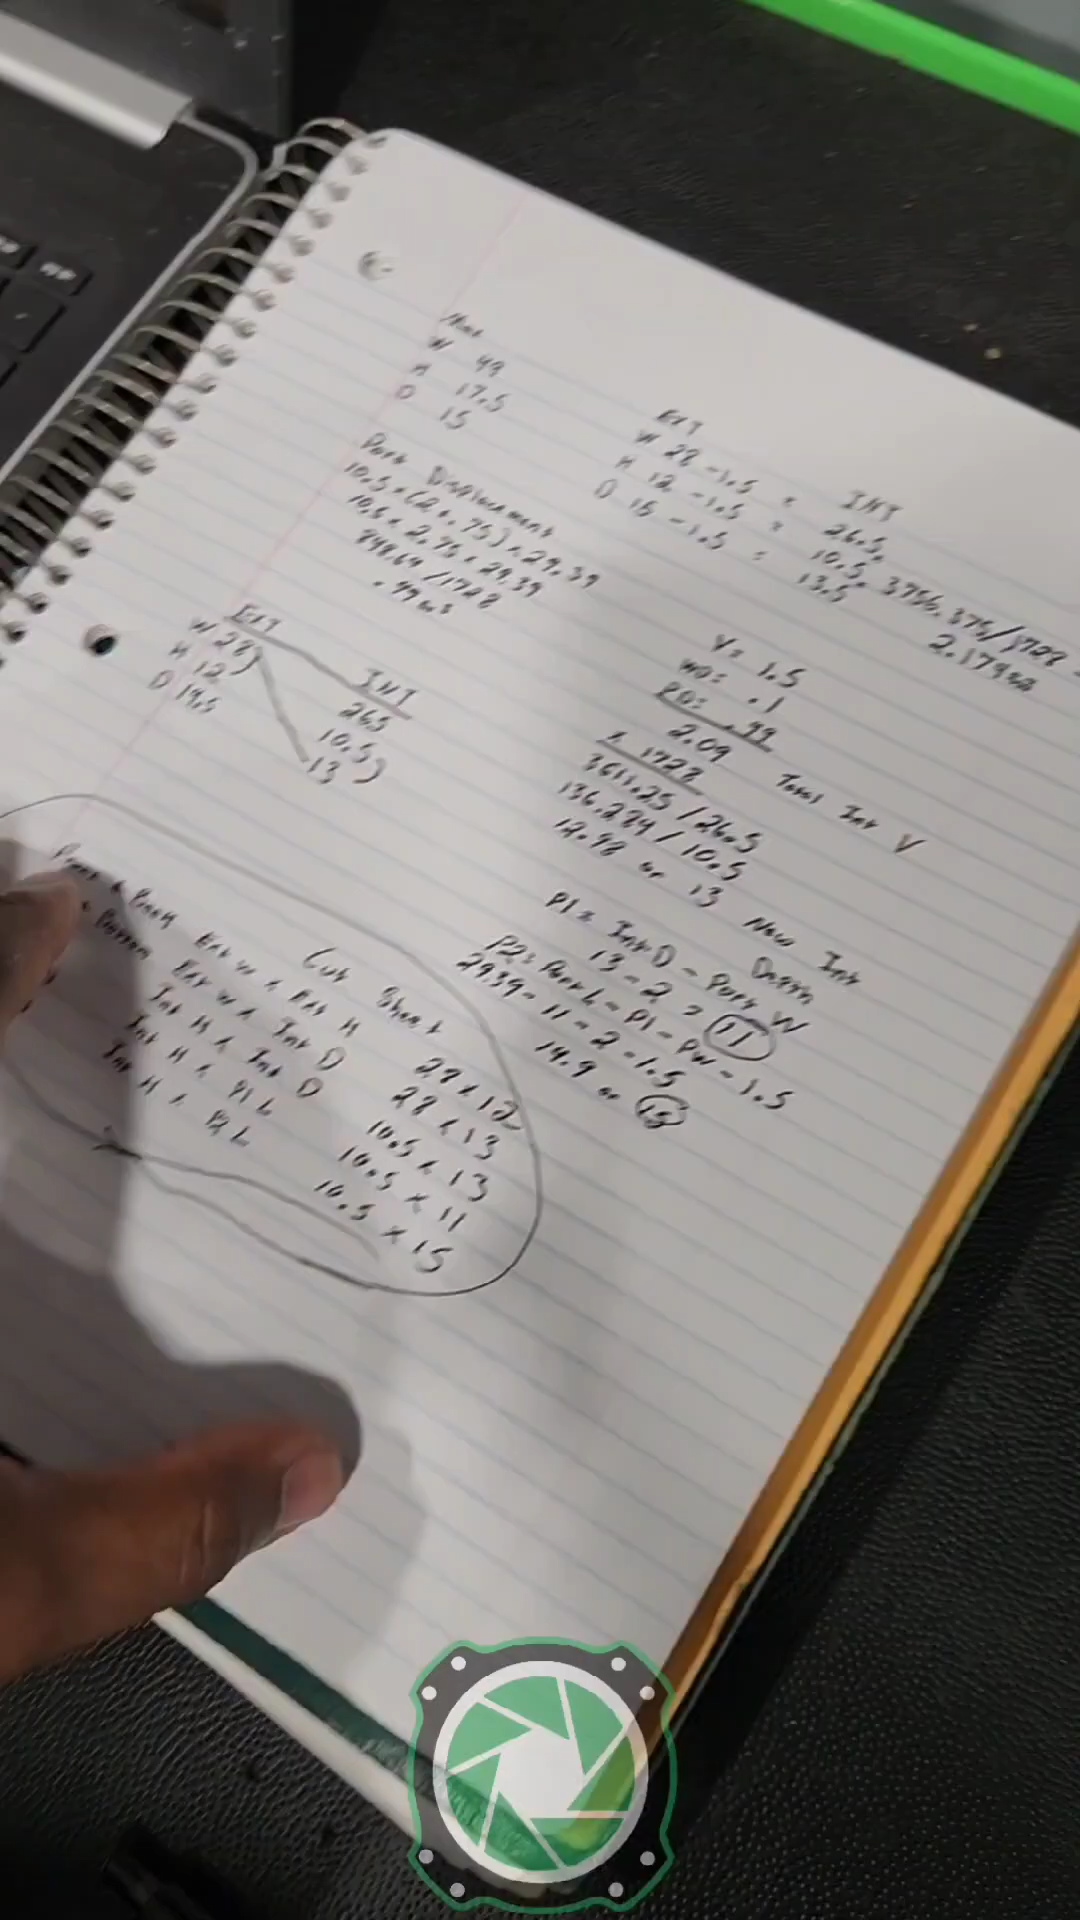 Max
W 49
H 17.5
D 15
EXT INT
W 28 - 1.5 = 26.5
H 12 - 1.5 = 10.5 = 3756.375/1728 =
D 15 - 1.5 = 13.5 2.1738
Port Displacement
10.5 × (2+.75) × 29.39
10.5 × 2.75 × 29.39
848.64/1728
EXT INT
W 28 26.5
H 12 10.5
D 14.5 13
V = 1.5
WD= .1
PD= .49
2.09 Total Int V
× 1728
3611.25/26.5
136.284/10.5
12.98 or 13 New Int Depth
P1 = Int D - Port W
13 - 2 = 11
P2 = Port L - P1 - PW - 1.5
29.39 - 11 - 2 - 1.5
14.9 or 15
Cut Sheet
Ext W × Ext H 28 × 12
Bottom Ext W × Int D 28 × 13
Int H × Int D 10.5 × 13
Int H × P1 L 10.5 × 11
Int H × P2 L 10.5 × 15